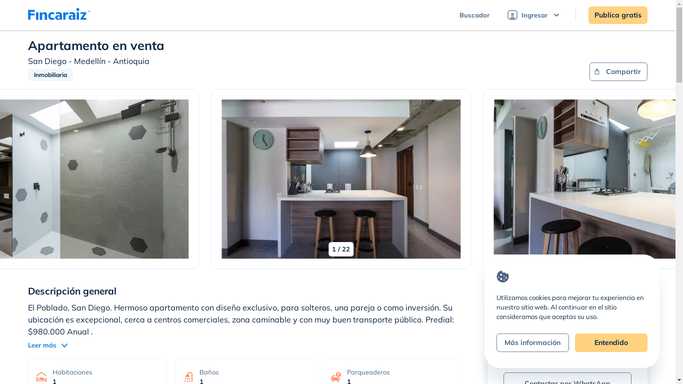 Fincaraiz
Buscador
Ingresar
Publica gratis
Apartamento en venta
San Diego - Medellín - Antioquia
Inmobiliaria
Compartir
1 / 22
Descripción general
El Poblado, San Diego. Hermoso apartamento con diseño exclusivo, para solteros, una pareja o como inversión. Su
ubicación es excepcional, cerca a centros comerciales, zona caminable y con muy buen transporte público. Predial:
$980.000 Anual .
Leer más
Habitaciones
1
Baños
1
Parqueaderos
1
Utilizamos cookies para mejorar tu experiencia en
nuestro sitio web. Al continuar en el sitio
consideramos que aceptas su uso.
Más información
Entendido
Contactar por WhatsApp